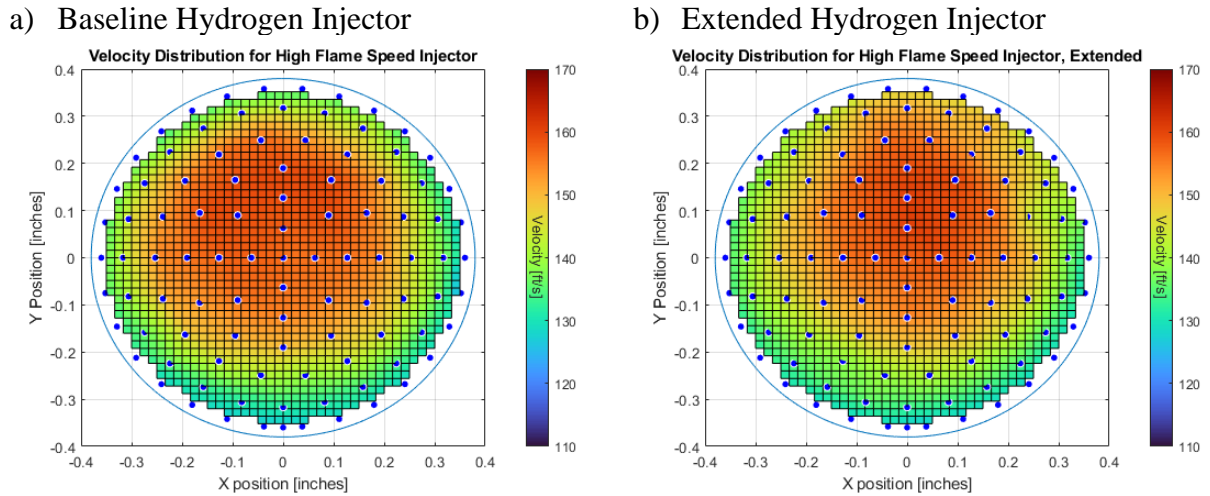 a) Baseline Hydrogen Injector
Velocity Distribution for High Flame Speed Injector
0.4
0.3
0.2
0.1
0
-0.1
-0.2
-0.3
-0.4
Y Position [inches]
-0.4 -0.3 -0.2 -0.1 0 0.1 0.2 0.3 0.4
X position [inches]
170
160
150
140
130
120
110
Velocity [ft/s]
b) Extended Hydrogen Injector
Velocity Distribution for High Flame Speed Injector, Extended
0.4
0.3
0.2
0.1
0
-0.1
-0.2
-0.3
-0.4
Y Position [inches]
-0.4 -0.3 -0.2 -0.1 0 0.1 0.2 0.3 0.4
X position [inches]
170
160
150
140
130
120
110
Velocity [ft/s]